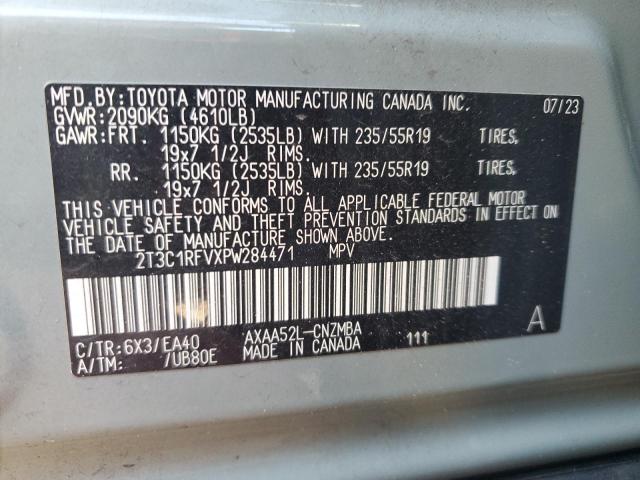 MFD.BY:TOYOTA MOTOR MANUFACTURING CANADA INC. 07/23
GVWR:2090KG (4610LB)
GAWR:FRT. 1150KG (2535LB) WITH 235/55R19 TIRES,
19x7 1/2J RIMS.
RR. 1150KG (2535LB) WITH 235/55R19 TIRES,
19x7 1/2J RIMS.
THIS VEHICLE CONFORMS TO ALL APPLICABLE FEDERAL MOTOR
VEHICLE SAFETY AND THEFT PREVENTION STANDARDS IN EFFECT ON
THE DATE OF MANUFACTURE SHOWN ABOVE.
2T3C1RFVXPW284471 MPV
C/TR:6X3/EA40 AXAA52L-CNZMBA 111 A
A/TM: /UB80E MADE IN CANADA